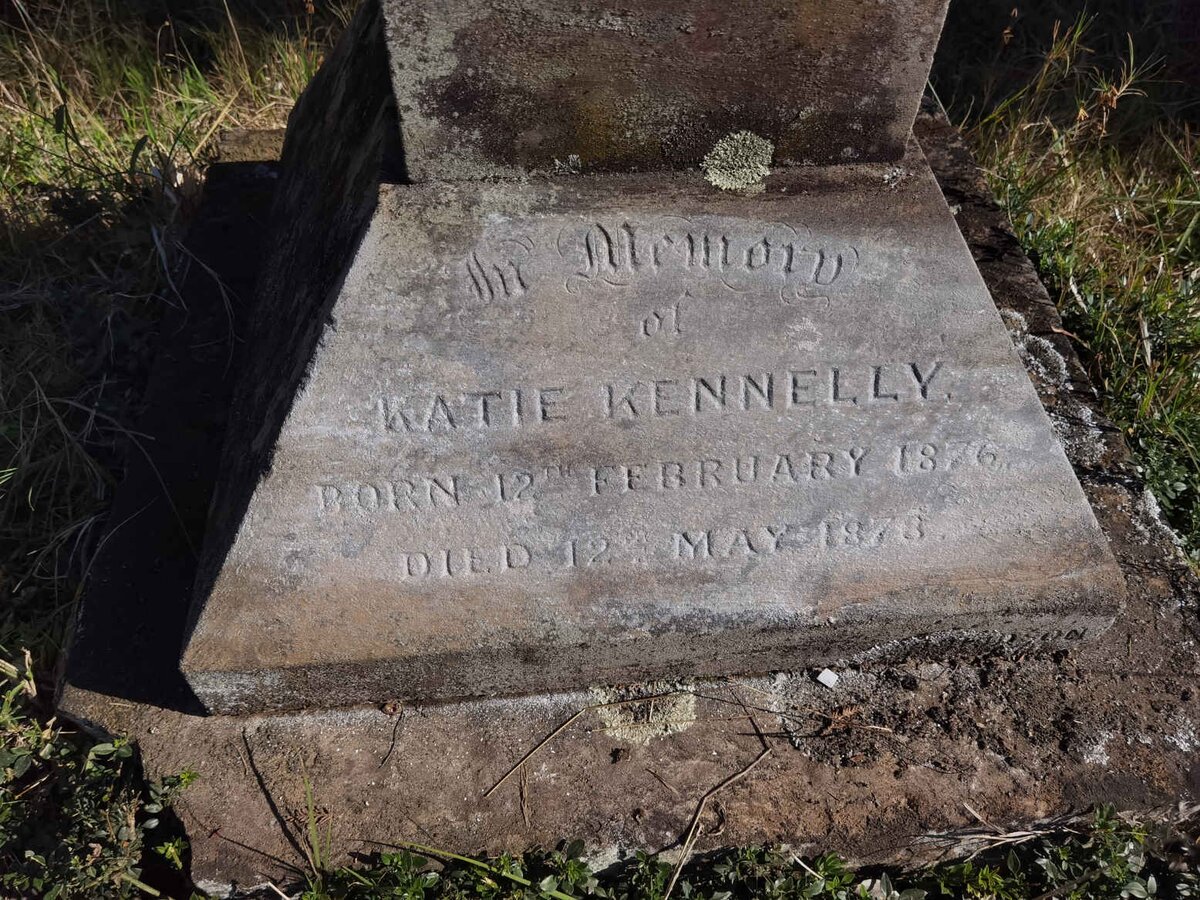 In Memory
of
KATIE KENNELLY.
BORN 12TH FEBRUARY 1876.
DIED 12TH MAY 1878.